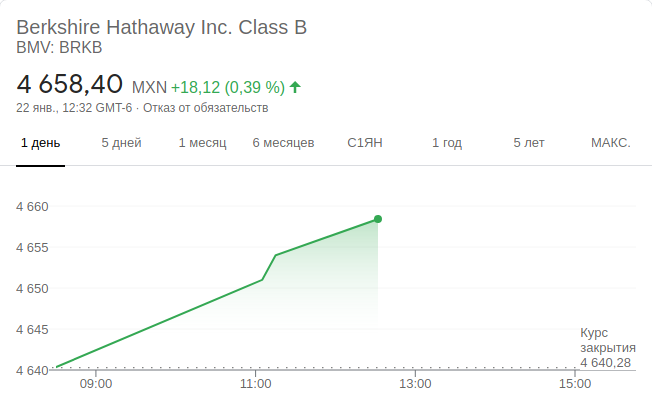 Berkshire Hathaway Inc. Class B
BMV: BRKB
4 658,40 MXN +18,12 (0,39 %)
22 янв., 12:32 GMT-6 · Отказ от обязательств
1 день 5 дней 1 месяц 6 месяцев С1ЯН 1 год 5 лет МАКС.
4 660
4 655
4 650
4 645
4 640
Курс
закрытия
4 640,28
09:00 11:00 13:00 15:00